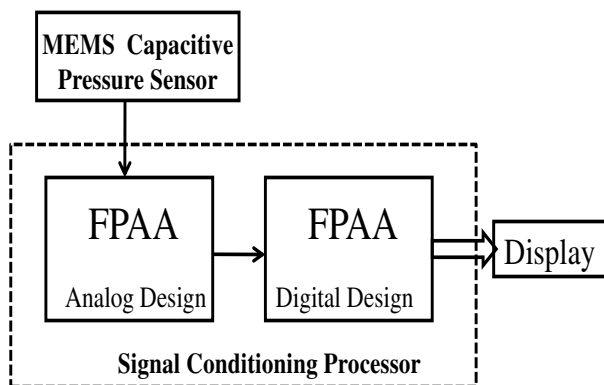 MEMS Capacitive
Pressure Sensor
FPAA
Analog Design
FPAA
Digital Design
Display
Signal Conditioning Processor